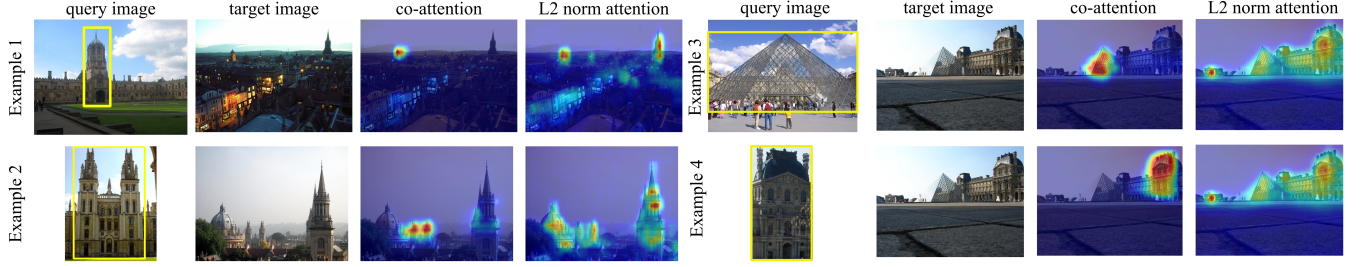 query image target image co-attention L2 norm attention query image target image co-attention L2 norm attention
Example 1
Example 2
Example 3
Example 4